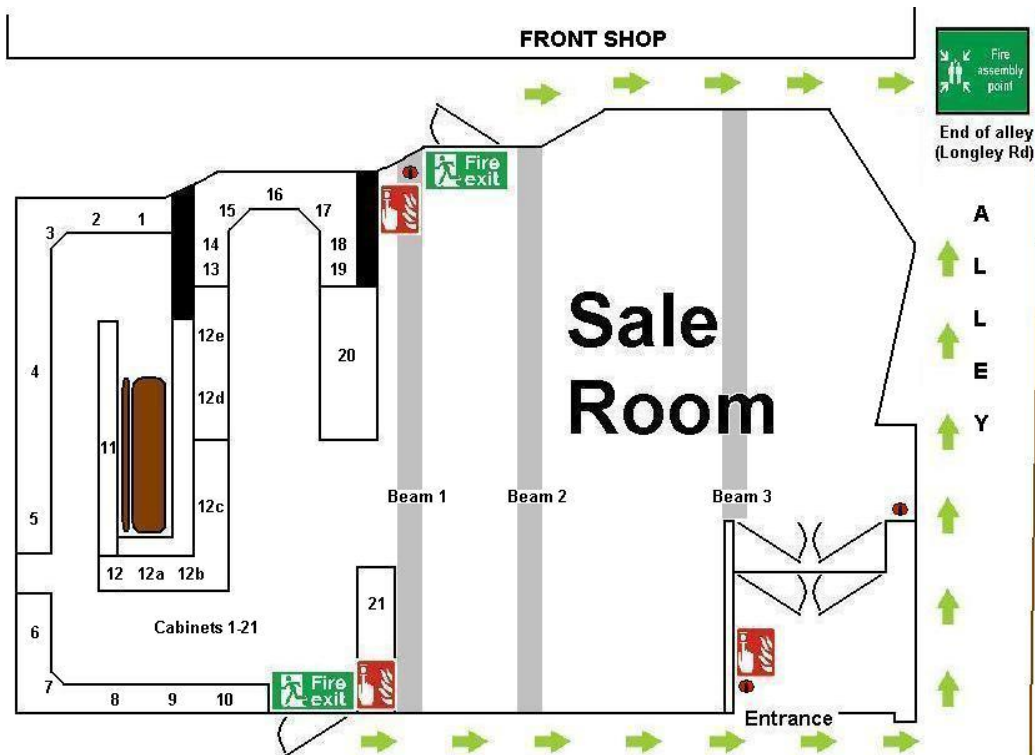 FRONT SHOP
Fire
assembly
point
End of alley
(Longley Rd)
Fire
exit
16
15 17
2 1
3
14 18
13 19
12e
20
4
12d
11
12c
5
12 12a 12b
6
7
8 9 10
21
Cabinets 1-21
Sale
Room
Beam 1 Beam 2 Beam 3
Fire
exit
Entrance
A
L
L
E
Y